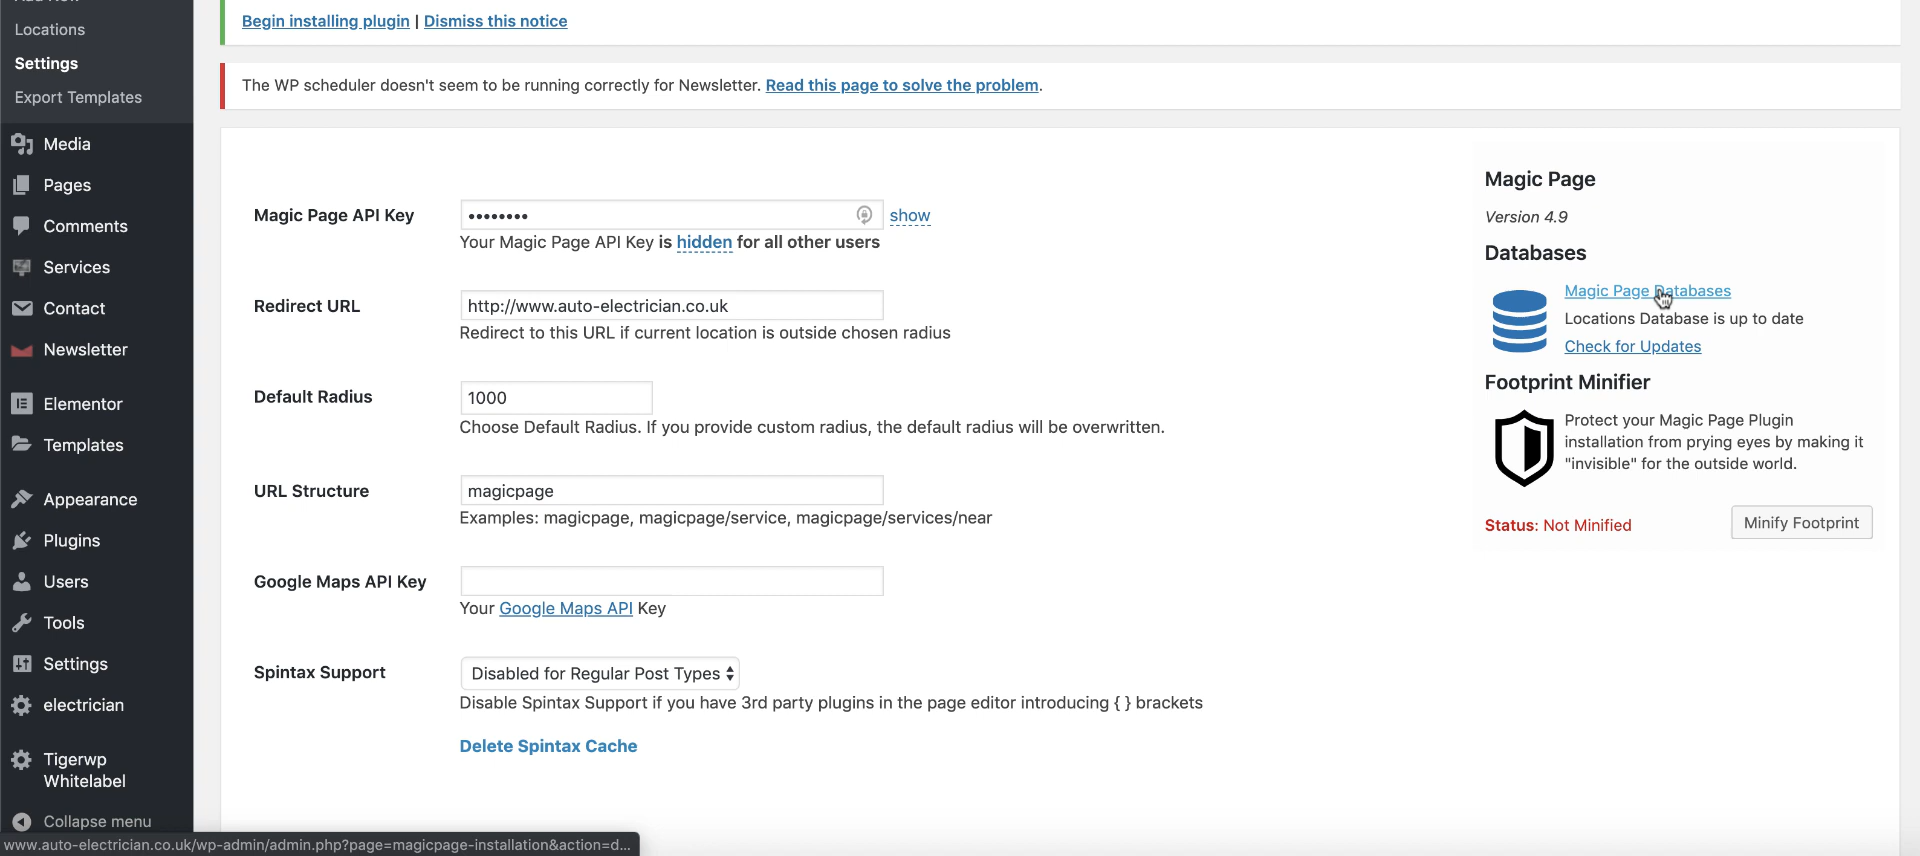 Locations
Settings
Export Templates
Media
Pages
Comments
Services
Contact
Newsletter
Elementor
Templates
Appearance
Plugins
Users
Tools
Settings
electrician
Tigerwp
Whitelabel
Collapse menu
Begin installing plugin | Dismiss this notice
The WP scheduler doesn't seem to be running correctly for Newsletter. Read this page to solve the problem.
Magic Page API Key
•••••••• show
Your Magic Page API Key is hidden for all other users
Redirect URL
http://www.auto-electrician.co.uk
Redirect to this URL if current location is outside chosen radius
Default Radius
1000
Choose Default Radius. If you provide custom radius, the default radius will be overwritten.
URL Structure
magicpage
Examples: magicpage, magicpage/service, magicpage/services/near
Google Maps API Key
Your Google Maps API Key
Spintax Support
Disabled for Regular Post Types
Disable Spintax Support if you have 3rd party plugins in the page editor introducing { } brackets
Delete Spintax Cache
Magic Page
Version 4.9
Databases
Magic Page Databases
Locations Database is up to date
Check for Updates
Footprint Minifier
Protect your Magic Page Plugin
installation from prying eyes by making it
"invisible" for the outside world.
Status: Not Minified
Minify Footprint
www.auto-electrician.co.uk/wp-admin/admin.php?page=magicpage-installation&action=d...